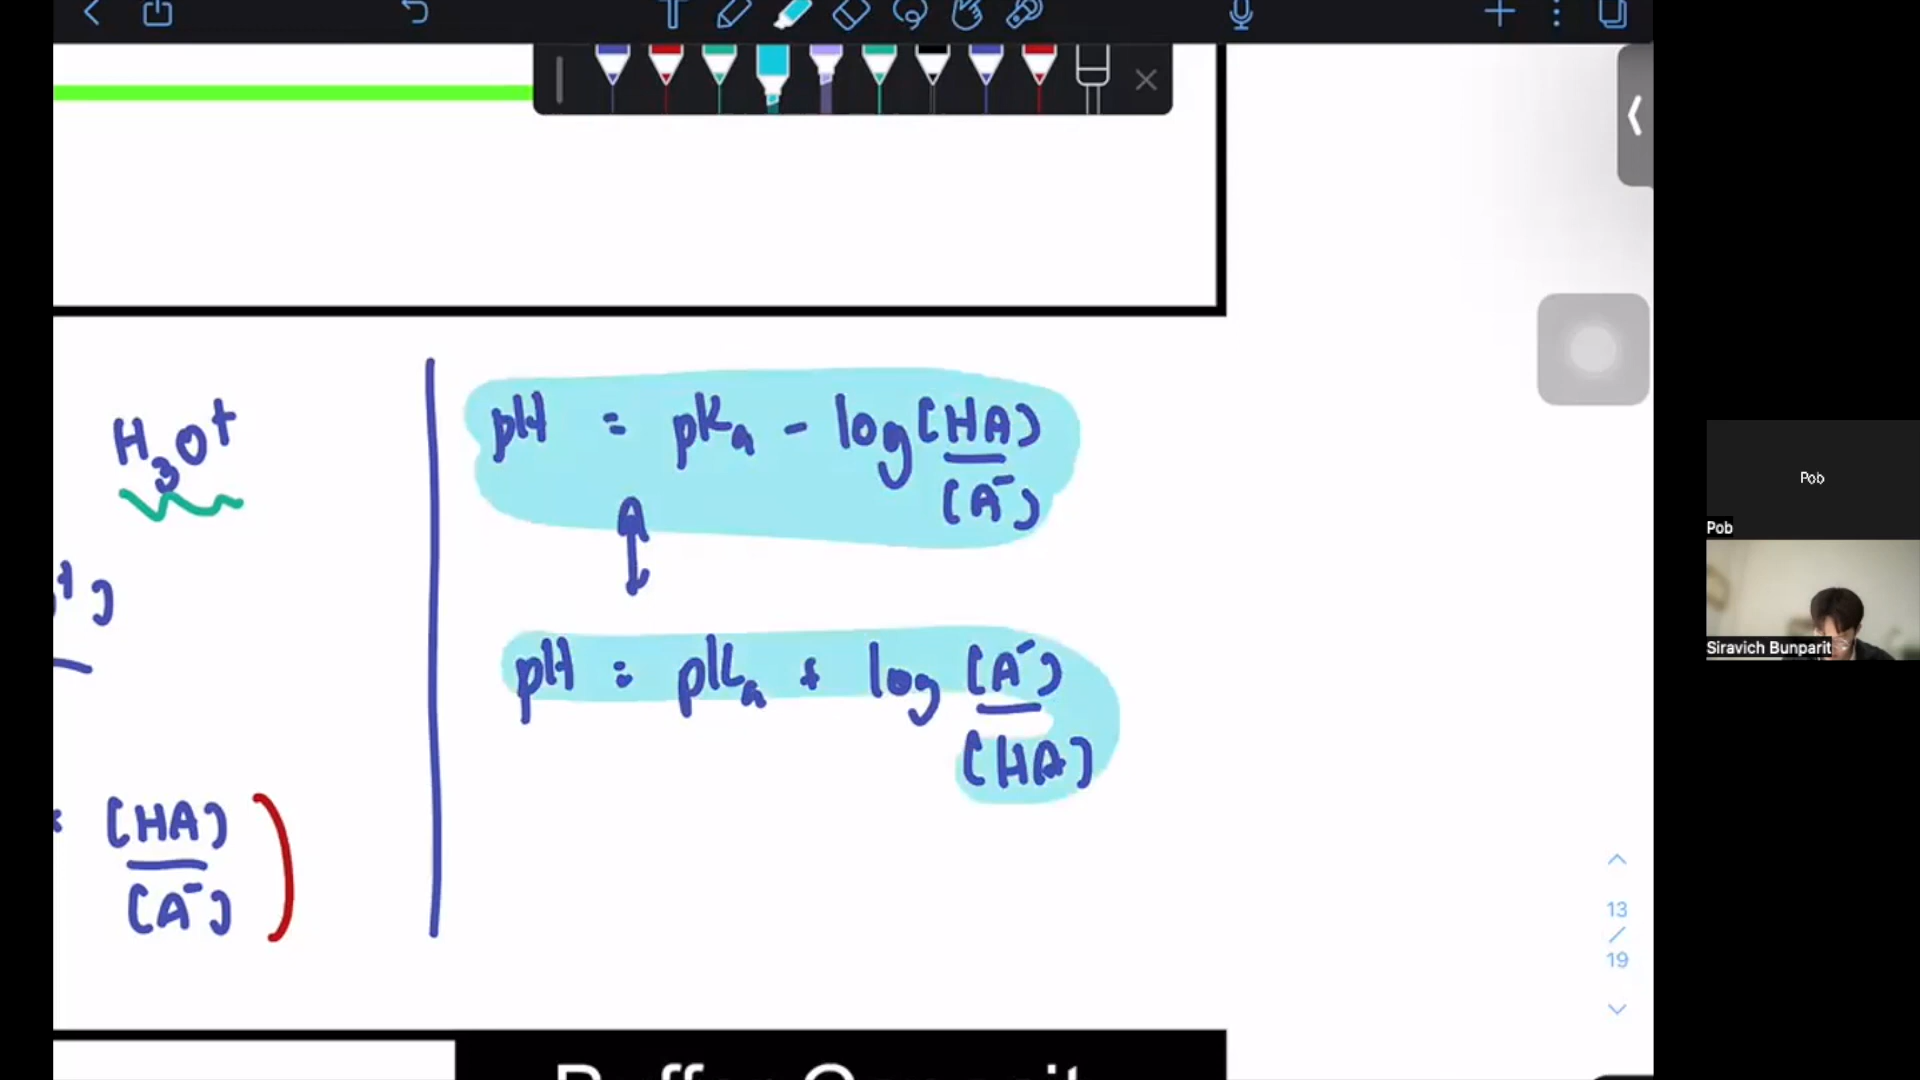 H₃O⁺
pH = pKₐ - log [HA]
[A⁻]
pH = pKₐ + log [A⁻]
[HA]
[HA]
[A⁻]
13
/
19
Pob
Pob
Siravich Bunparit